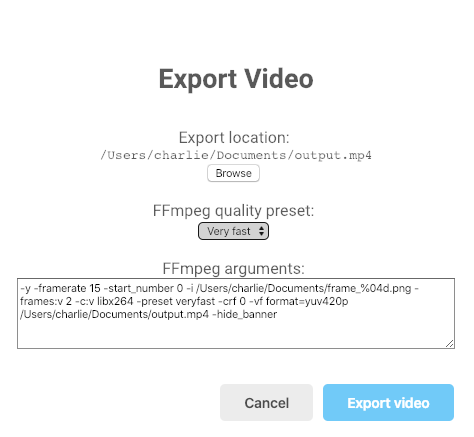 Export Video
Export location:
/Users/charlie/Documents/output.mp4
Browse
FFmpeg quality preset:
Very fast
FFmpeg arguments:
-y -framerate 15 -start_number 0 -i /Users/charlie/Documents/frame_%04d.png -
frames:v 2 -c:v libx264 -preset veryfast -crf 0 -vf format=yuv420p
/Users/charlie/Documents/output.mp4 -hide_banner
Cancel
Export video